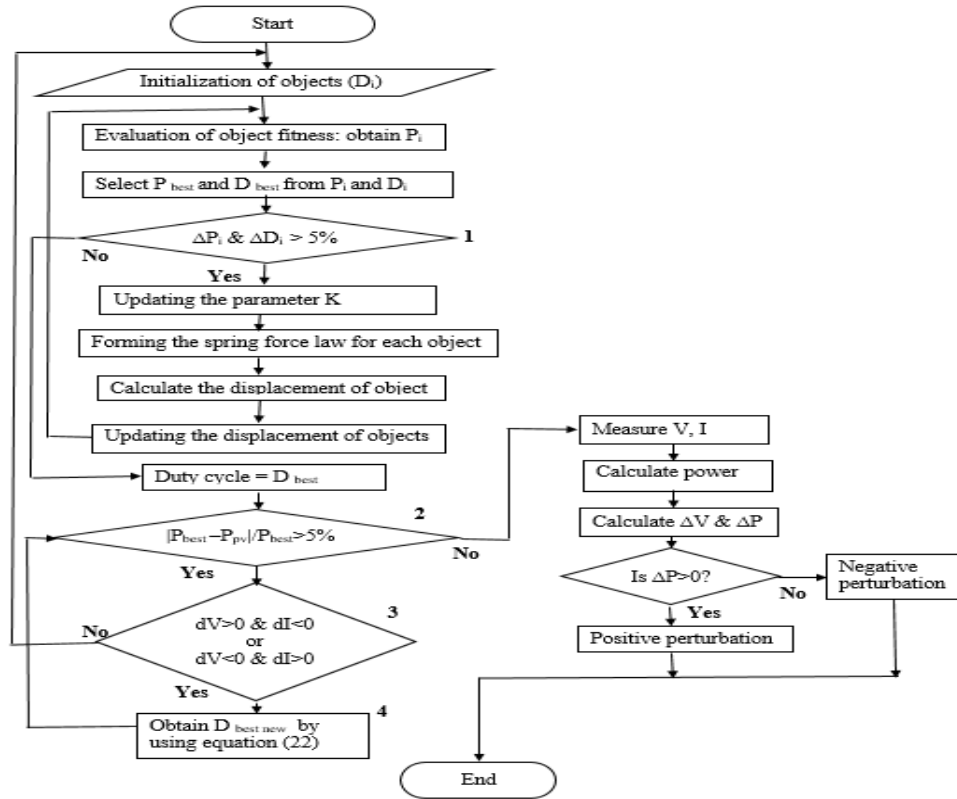 Start
Initialization of objects (Dᵢ)
Evaluation of object fitness: obtain Pᵢ
Select P best and D best from Pᵢ and Dᵢ
ΔPᵢ & ΔDᵢ > 5%
1
No
Yes
Updating the parameter K
Forming the spring force law for each object
Calculate the displacement of object
Updating the displacement of objects
Duty cycle = D best
2
|Pbest−Ppv|/Pbest>5%
No
Yes
3
dV>0 & dI<0
or
dV<0 & dI>0
No
Yes
4
Obtain D best new by
using equation (22)
Measure V, I
Calculate power
Calculate ΔV & ΔP
Is ΔP>0?
No
Negative
perturbation
Yes
Positive perturbation
End